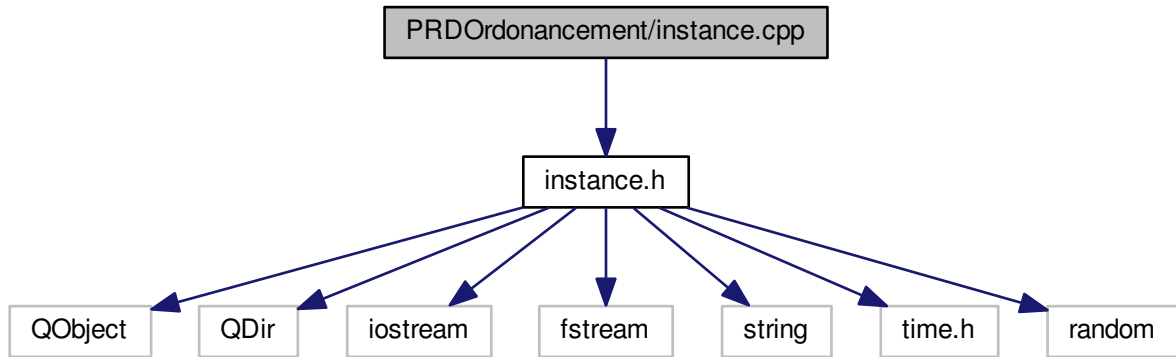 PRDOrdonancement/instance.cpp
instance.h
QObject
QDir
iostream
fstream
string
time.h
random